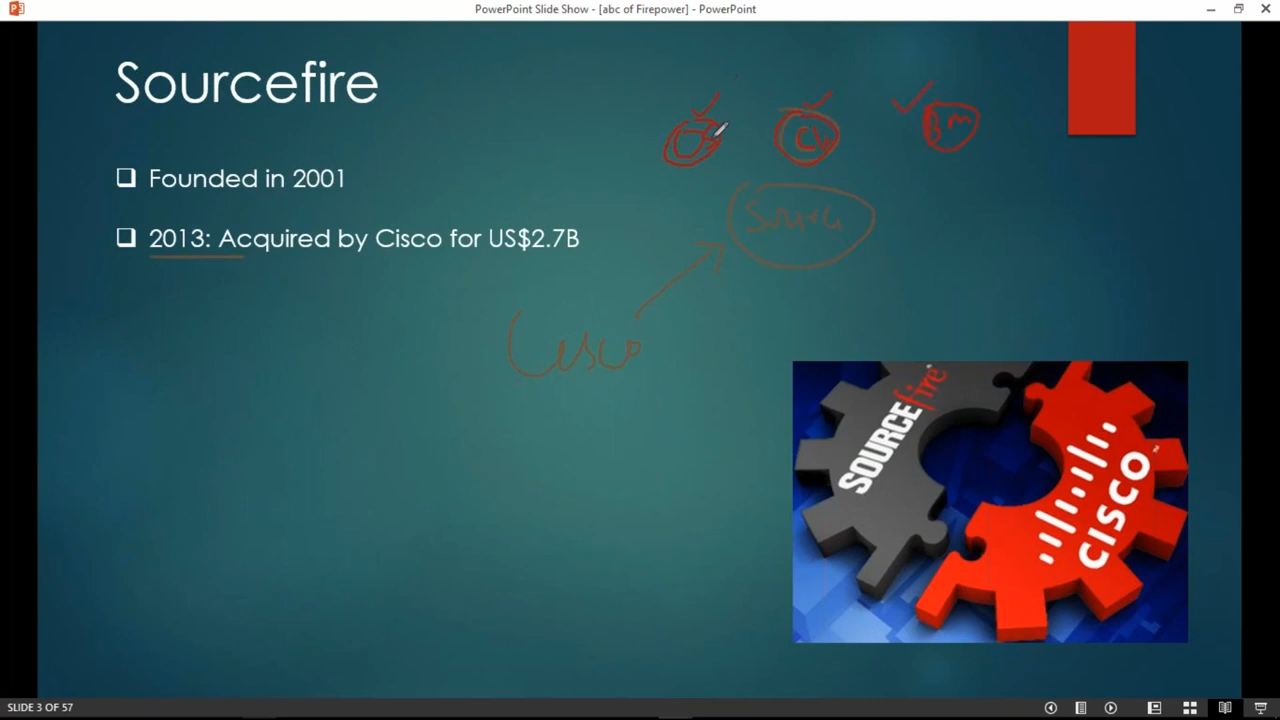 PowerPoint Slide Show - [abc of Firepower] - PowerPoint
Sourcefire
Founded in 2001
2013: Acquired by Cisco for US$2.7B
Cisco
SOURCEfire
CISCO
SLIDE 3 OF 57